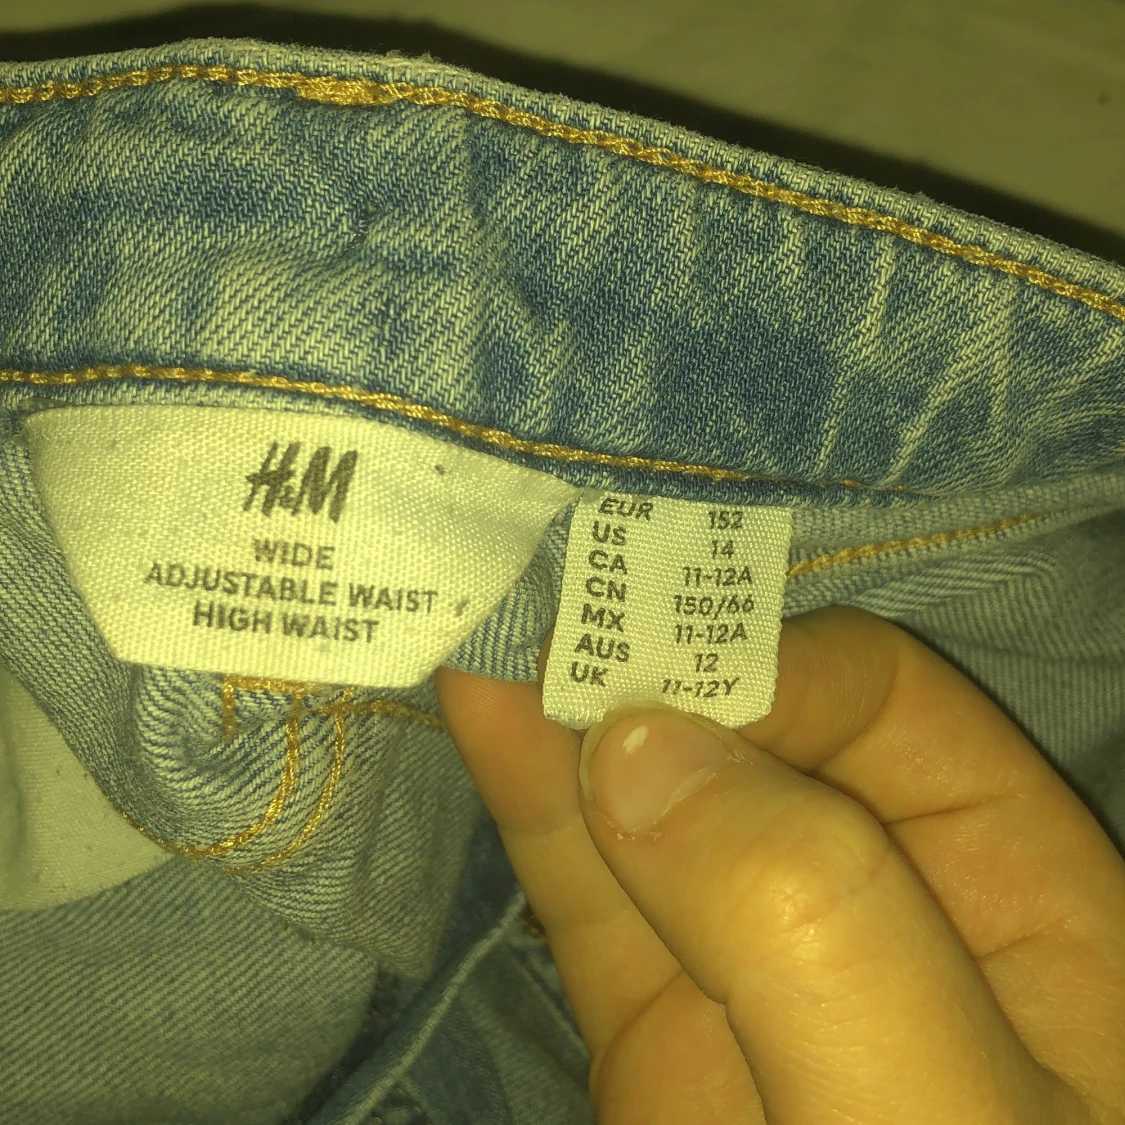 H&M
WIDE
ADJUSTABLE WAIST
HIGH WAIST
EUR 152
US 14
CA 11-12A
CN 150/66
MX 11-12A
AUS 12
UK 11-12Y